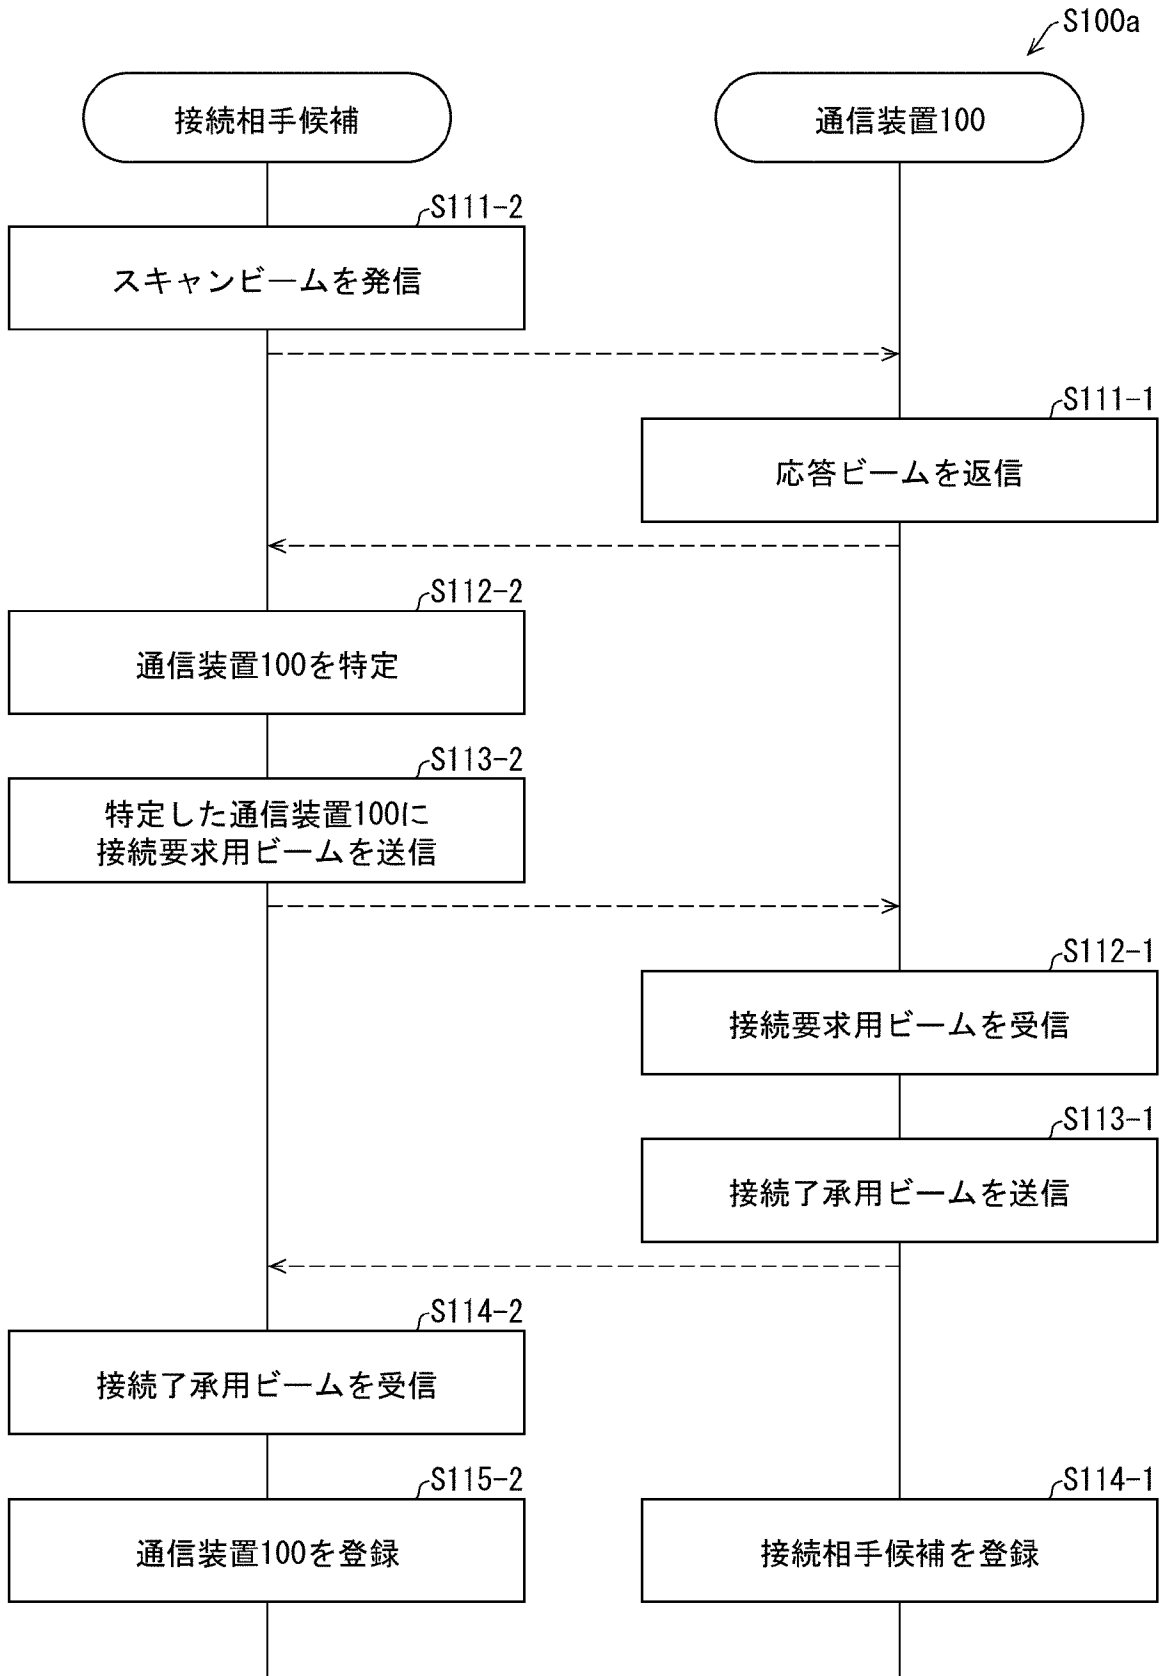 S100a
接続相手候補
通信装置100
S111-2
スキャンビームを発信
S111-1
応答ビームを返信
S112-2
通信装置100を特定
S113-2
特定した通信装置100に
接続要求用ビームを送信
S112-1
接続要求用ビームを受信
S113-1
接続了承用ビームを送信
S114-2
接続了承用ビームを受信
S115-2
通信装置100を登録
S114-1
接続相手候補を登録